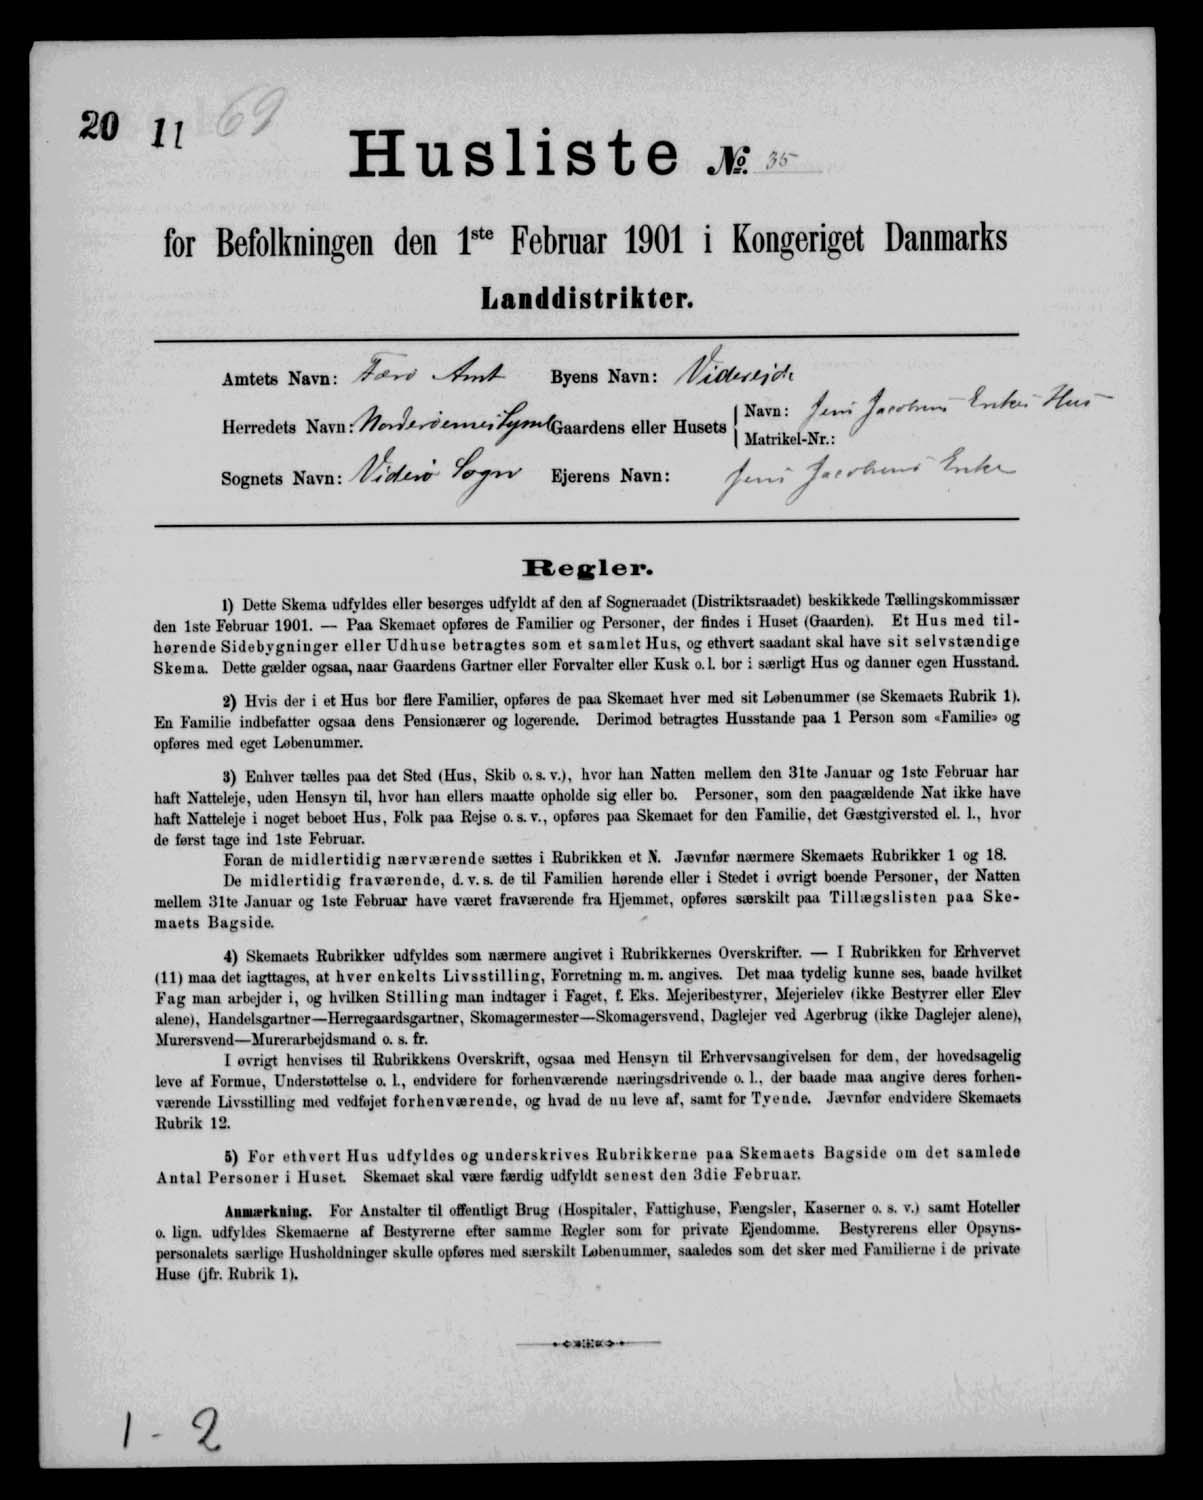 20 11 69
Husliste No. 35
for Befolkningen den 1ste Februar 1901 i Kongeriget Danmarks
Landdistrikter.
Amtets Navn: Færø Amt Byens Navn: Videreide
Herredets Navn: Norderøernes Syssel Gaardens eller Husets Navn: Jens Jacobsens Enkes Hus
Matrikel-Nr.:
Sognets Navn: Viderø Sogn Ejerens Navn: Jens Jacobsens Enke
Regler.
1) Dette Skema udfyldes eller besørges udfyldt af den af Sogneraadet (Distriktsraadet) beskikkede Tællingskommissær
den 1ste Februar 1901. — Paa Skemaet opføres de Familier og Personer, der findes i Huset (Gaarden). Et Hus med til-
hørende Sidebygninger eller Udhuse betragtes som et samlet Hus, og ethvert saadant skal have sit selvstændige
Skema. Dette gælder ogsaa, naar Gaardens Gartner eller Forvalter eller Kusk o. l. bor i særligt Hus og danner egen Husstand.
2) Hvis der i et Hus bor flere Familier, opføres de paa Skemaet hver med sit Løbenummer (se Skemaets Rubrik 1).
En Familie indbefatter ogsaa dens Pensionærer og logerende. Derimod betragtes Husstande paa 1 Person som «Familie» og
opføres med eget Løbenummer.
3) Enhver tælles paa det Sted (Hus, Skib o. s. v.), hvor han Natten mellem den 31te Januar og 1ste Februar har
haft Natteleje, uden Hensyn til, hvor han ellers maatte opholde sig eller bo. Personer, som den paagældende Nat ikke have
haft Natteleje i noget beboet Hus, Folk paa Rejse o. s. v., opføres paa Skemaet for den Familie, det Gæstgiversted el. l., hvor
de først tage ind 1ste Februar.
Foran de midlertidig nærværende sættes i Rubrikken et N. Jævnfør nærmere Skemaets Rubrikker 1 og 18.
De midlertidig fraværende, d. v. s. de til Familien hørende eller i Stedet i øvrigt boende Personer, der Natten
mellem 31te Januar og 1ste Februar have været fraværende fra Hjemmet, opføres særskilt paa Tillægslisten paa Ske-
maets Bagside.
4) Skemaets Rubrikker udfyldes som nærmere angivet i Rubrikkernes Overskrifter. — I Rubrikken for Erhvervet
(11) maa det iagttages, at hver enkelts Livsstilling, Forretning m. m. angives. Det maa tydelig kunne ses, baade hvilket
Fag man arbejder i, og hvilken Stilling man indtager i Faget, f. Eks. Mejeribestyrer, Mejerielev (ikke Bestyrer eller Elev
alene), Handelsgartner—Herregaardsgartner, Skomagermester—Skomagersvend, Daglejer ved Agerbrug (ikke Daglejer alene),
Murersvend—Murerarbejdsmand o. s. fr.
I øvrigt henvises til Rubrikkens Overskrift, ogsaa med Hensyn til Erhvervsangivelsen for dem, der hovedsagelig
leve af Formue, Understøttelse o. l., endvidere for forhenværende næringsdrivende o. l., der baade maa angive deres forhen-
værende Livsstilling med vedføjet forhenværende, og hvad de nu leve af, samt for Tyende. Jævnfør endvidere Skemaets
Rubrik 12.
5) For ethvert Hus udfyldes og underskrives Rubrikkerne paa Skemaets Bagside om det samlede
Antal Personer i Huset. Skemaet skal være færdig udfyldt senest den 3die Februar.
Anmærkning. For Anstalter til offentligt Brug (Hospitaler, Fattighuse, Fængsler, Kaserner o. s. v.) samt Hoteller
o. lign. udfyldes Skemaerne af Bestyrerne efter samme Regler som for private Ejendomme. Bestyrerens eller Opsyns-
personalets særlige Husholdninger skulle opføres med særskilt Løbenummer, saaledes som det sker med Familierne i de private
Huse (jfr. Rubrik 1).
1 - 2